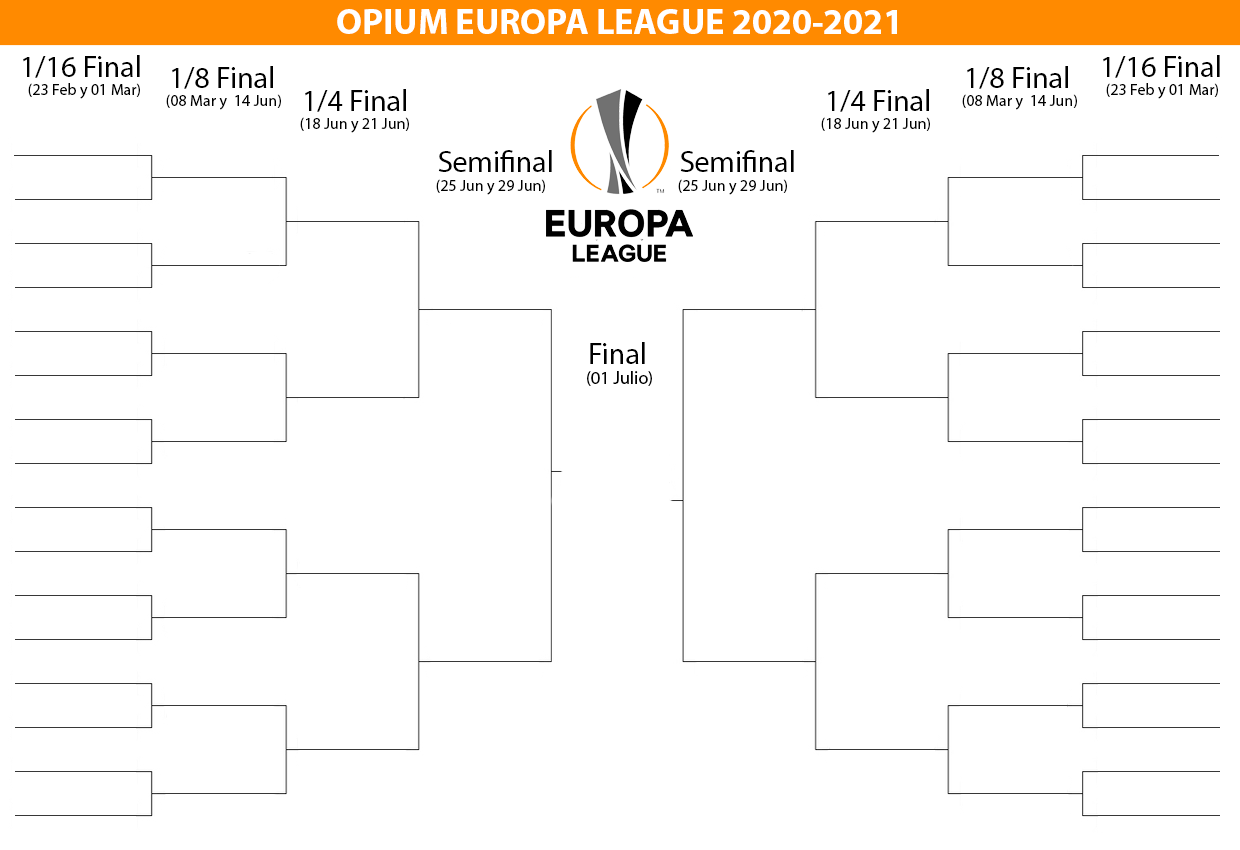 OPIUM EUROPA LEAGUE 2020-2021
1/16 Final
(23 Feb y 01 Mar)
1/8 Final
(08 Mar y 14 Jun)
1/4 Final
(18 Jun y 21 Jun)
Semifinal
(25 Jun y 29 Jun)
TM
EUROPA
LEAGUE
Semifinal
(25 Jun y 29 Jun)
1/4 Final
(18 Jun y 21 Jun)
1/8 Final
(08 Mar y 14 Jun)
1/16 Final
(23 Feb y 01 Mar)
Final
(01 Julio)